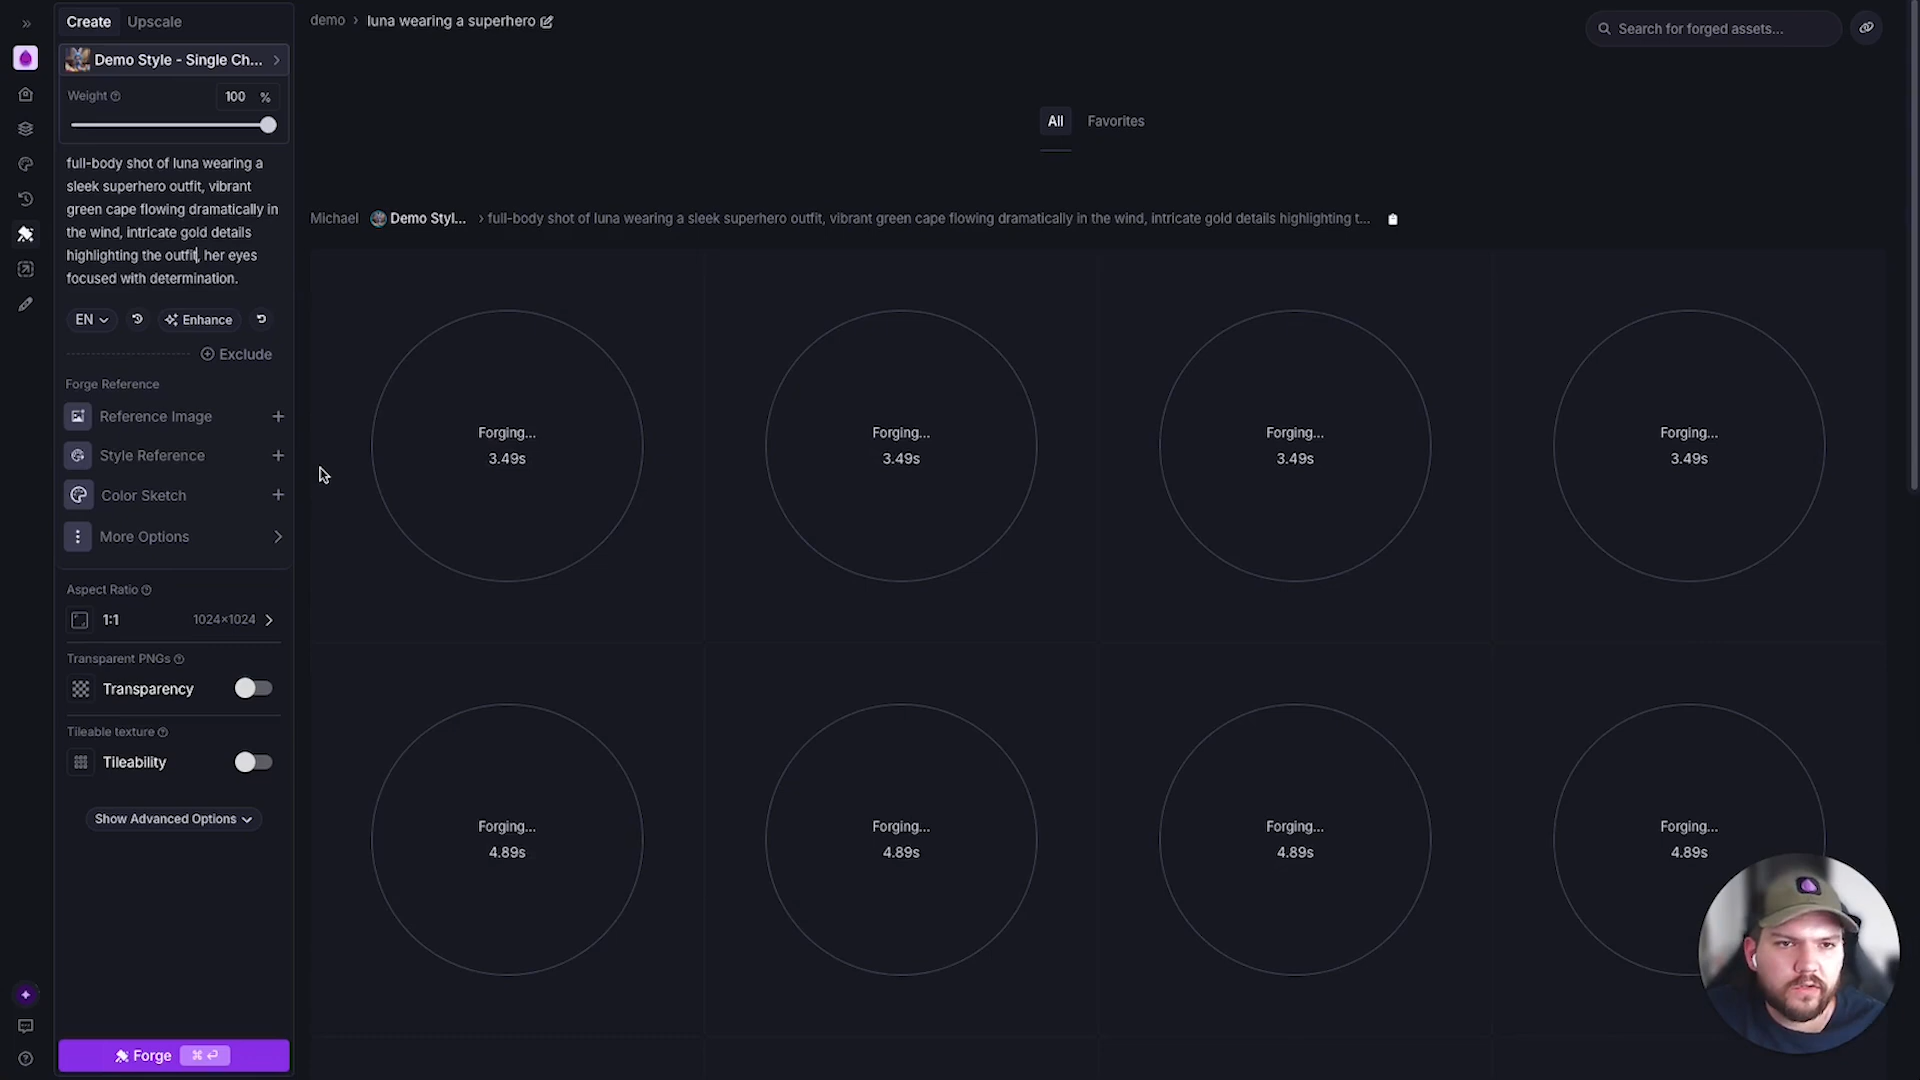 Create Upscale
Demo Style - Single Ch...
Weight
100 %
full-body shot of luna wearing a
sleek superhero outfit, vibrant
green cape flowing dramatically in
the wind, intricate gold details
highlighting the outfit, her eyes
focused with determination.
EN
Enhance
Exclude
Forge Reference
Reference Image
Style Reference
Color Sketch
More Options
Aspect Ratio
1:1 1024×1024
Transparent PNGs
Transparency
Tileable texture
Tileability
Show Advanced Options
Forge ⌘
demo › luna wearing a superhero
Search for forged assets...
All Favorites
Michael Demo Styl... › full-body shot of luna wearing a sleek superhero outfit, vibrant green cape flowing dramatically in the wind, intricate gold details highlighting t...
Forging... Forging... Forging... Forging...
3.49s 3.49s 3.49s 3.49s
Forging... Forging... Forging... Forging...
4.89s 4.89s 4.89s 4.89s